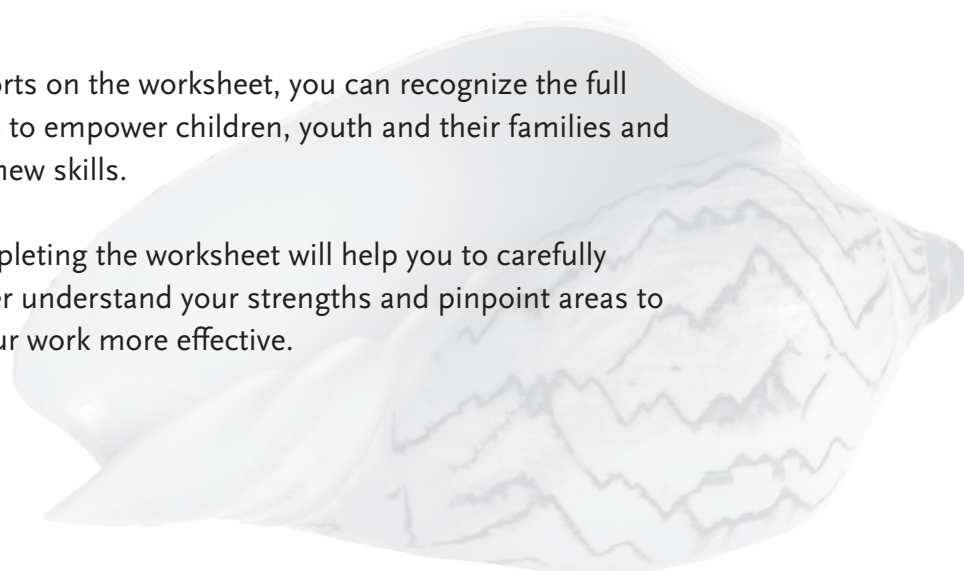 orts on the worksheet, you can recognize the full
to empower children, youth and their families and
new skills.
pleting the worksheet will help you to carefully
er understand your strengths and pinpoint areas to
ur work more effective.